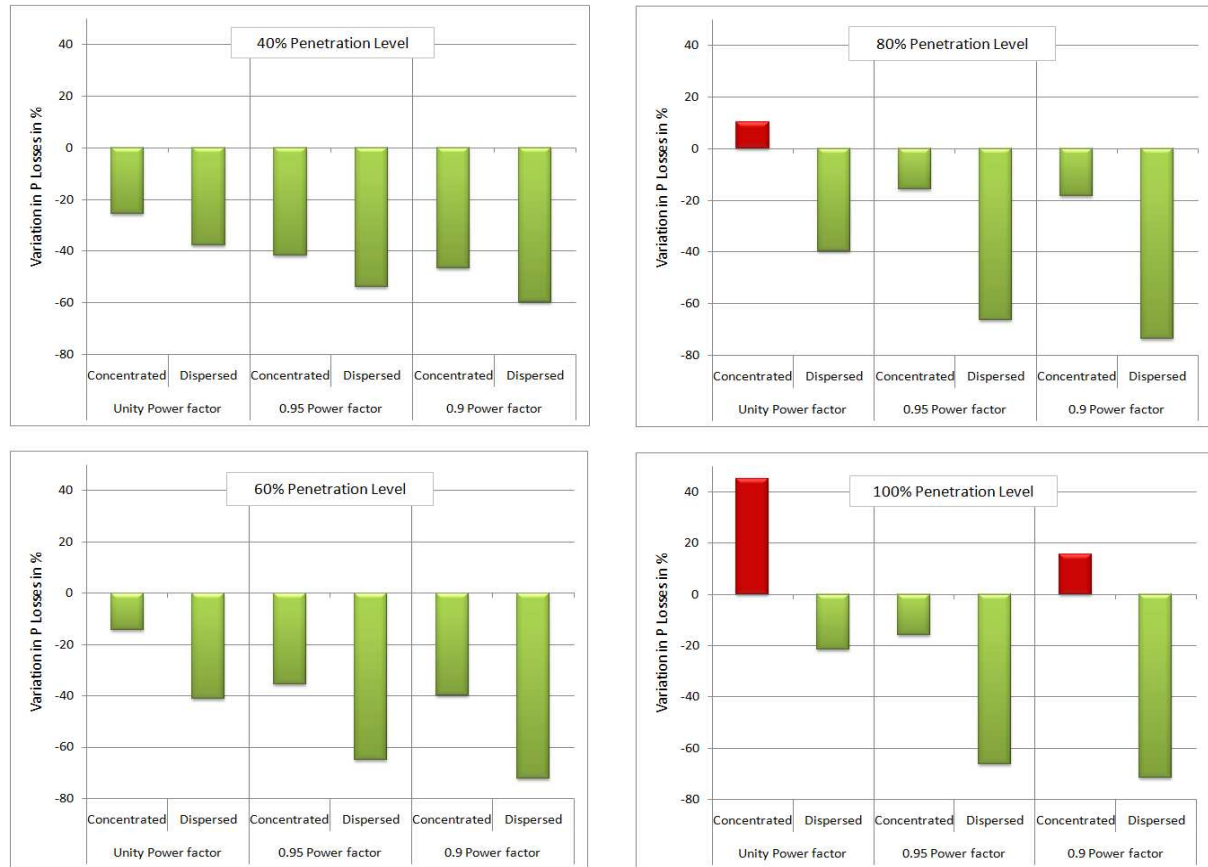 40% Penetration Level
Variation in P Losses in %
40
20
0
-20
-40
-60
-80
Concentrated Dispersed Concentrated Dispersed Concentrated Dispersed
Unity Power factor 0.95 Power factor 0.9 Power factor
80% Penetration Level
Variation in P Losses in %
40
20
0
-20
-40
-60
-80
Concentrated Dispersed Concentrated Dispersed Concentrated Dispersed
Unity Power factor 0.95 Power factor 0.9 Power factor
60% Penetration Level
Variation in P Losses in %
40
20
0
-20
-40
-60
-80
Concentrated Dispersed Concentrated Dispersed Concentrated Dispersed
Unity Power factor 0.95 Power factor 0.9 Power factor
100% Penetration Level
Variation in P Losses in %
40
20
0
-20
-40
-60
-80
Concentrated Dispersed Concentrated Dispersed Concentrated Dispersed
Unity Power factor 0.95 Power factor 0.9 Power factor